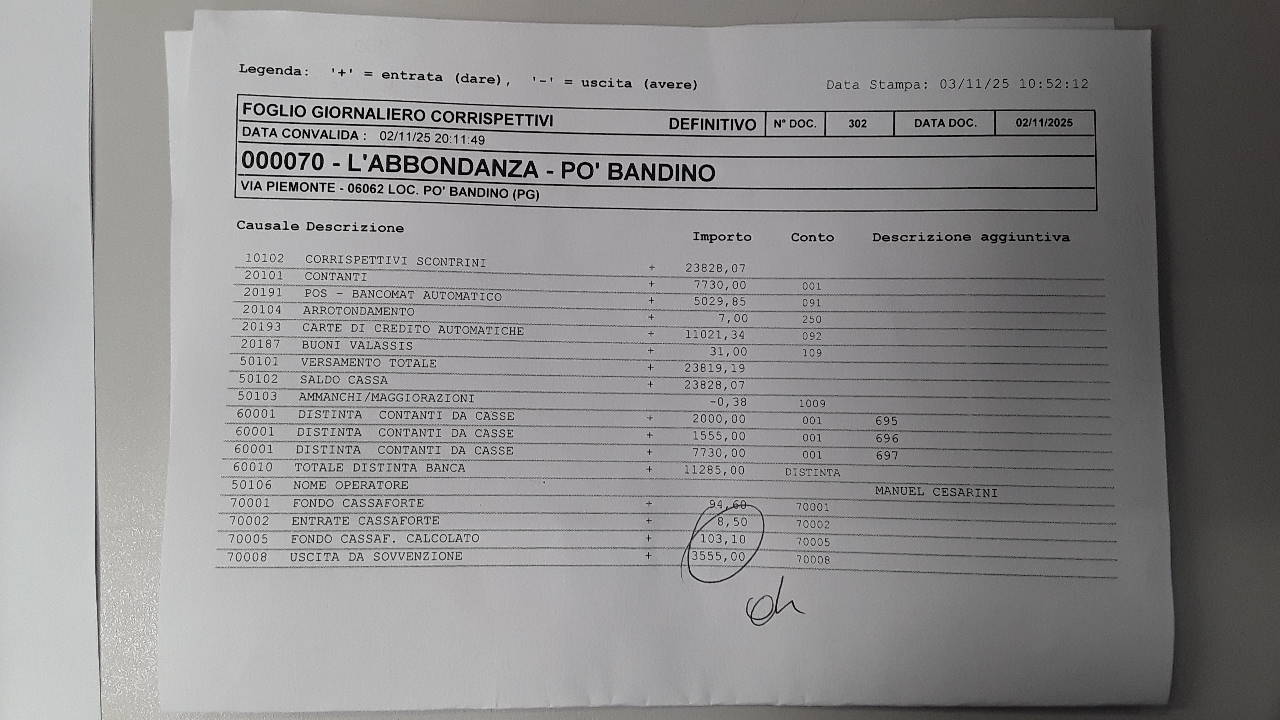 Legenda: '+' = entrata (dare), '-' = uscita (avere) Data Stampa: 03/11/25 10:52:12
FOGLIO GIORNALIERO CORRISPETTIVI DEFINITIVO N° DOC. 302 DATA DOC. 02/11/2025
DATA CONVALIDA : 02/11/25 20:11:49
000070 - L'ABBONDANZA - PO' BANDINO
VIA PIEMONTE - 06062 LOC. PO' BANDINO (PG)
Causale Descrizione Importo Conto Descrizione aggiuntiva
10102 CORRISPETTIVI SCONTRINI + 23828,07
20101 CONTANTI + 7730,00 001
20191 POS - BANCOMAT AUTOMATICO + 5029,85 091
20104 ARROTONDAMENTO + 7,00 250
20193 CARTE DI CREDITO AUTOMATICHE + 11021,34 092
20187 BUONI VALASSIS + 31,00 109
50101 VERSAMENTO TOTALE + 23819,19
50102 SALDO CASSA + 23828,07
50103 AMMANCHI/MAGGIORAZIONI -0,38 1009
60001 DISTINTA CONTANTI DA CASSE + 2000,00 001 695
60001 DISTINTA CONTANTI DA CASSE + 1555,00 001 696
60001 DISTINTA CONTANTI DA CASSE + 7730,00 001 697
60010 TOTALE DISTINTA BANCA + 11285,00 DISTINTA
50106 NOME OPERATORE MANUEL CESARINI
70001 FONDO CASSAFORTE + 94,60 70001
70002 ENTRATE CASSAFORTE + 8,50 70002
70005 FONDO CASSAF. CALCOLATO + 103,10 70005
70008 USCITA DA SOVVENZIONE + 3555,00 70008